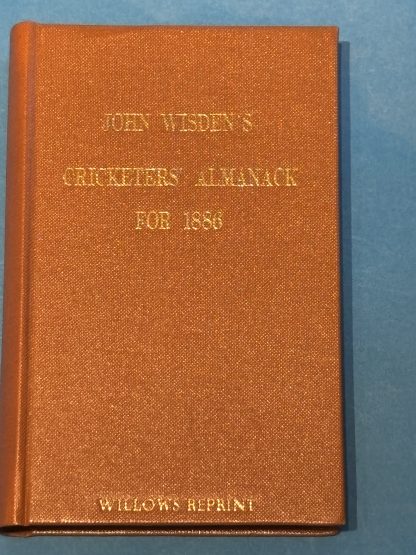 JOHN WISDEN'S
CRICKETERS' ALMANACK
FOR 1886
WILLOWS REPRINT